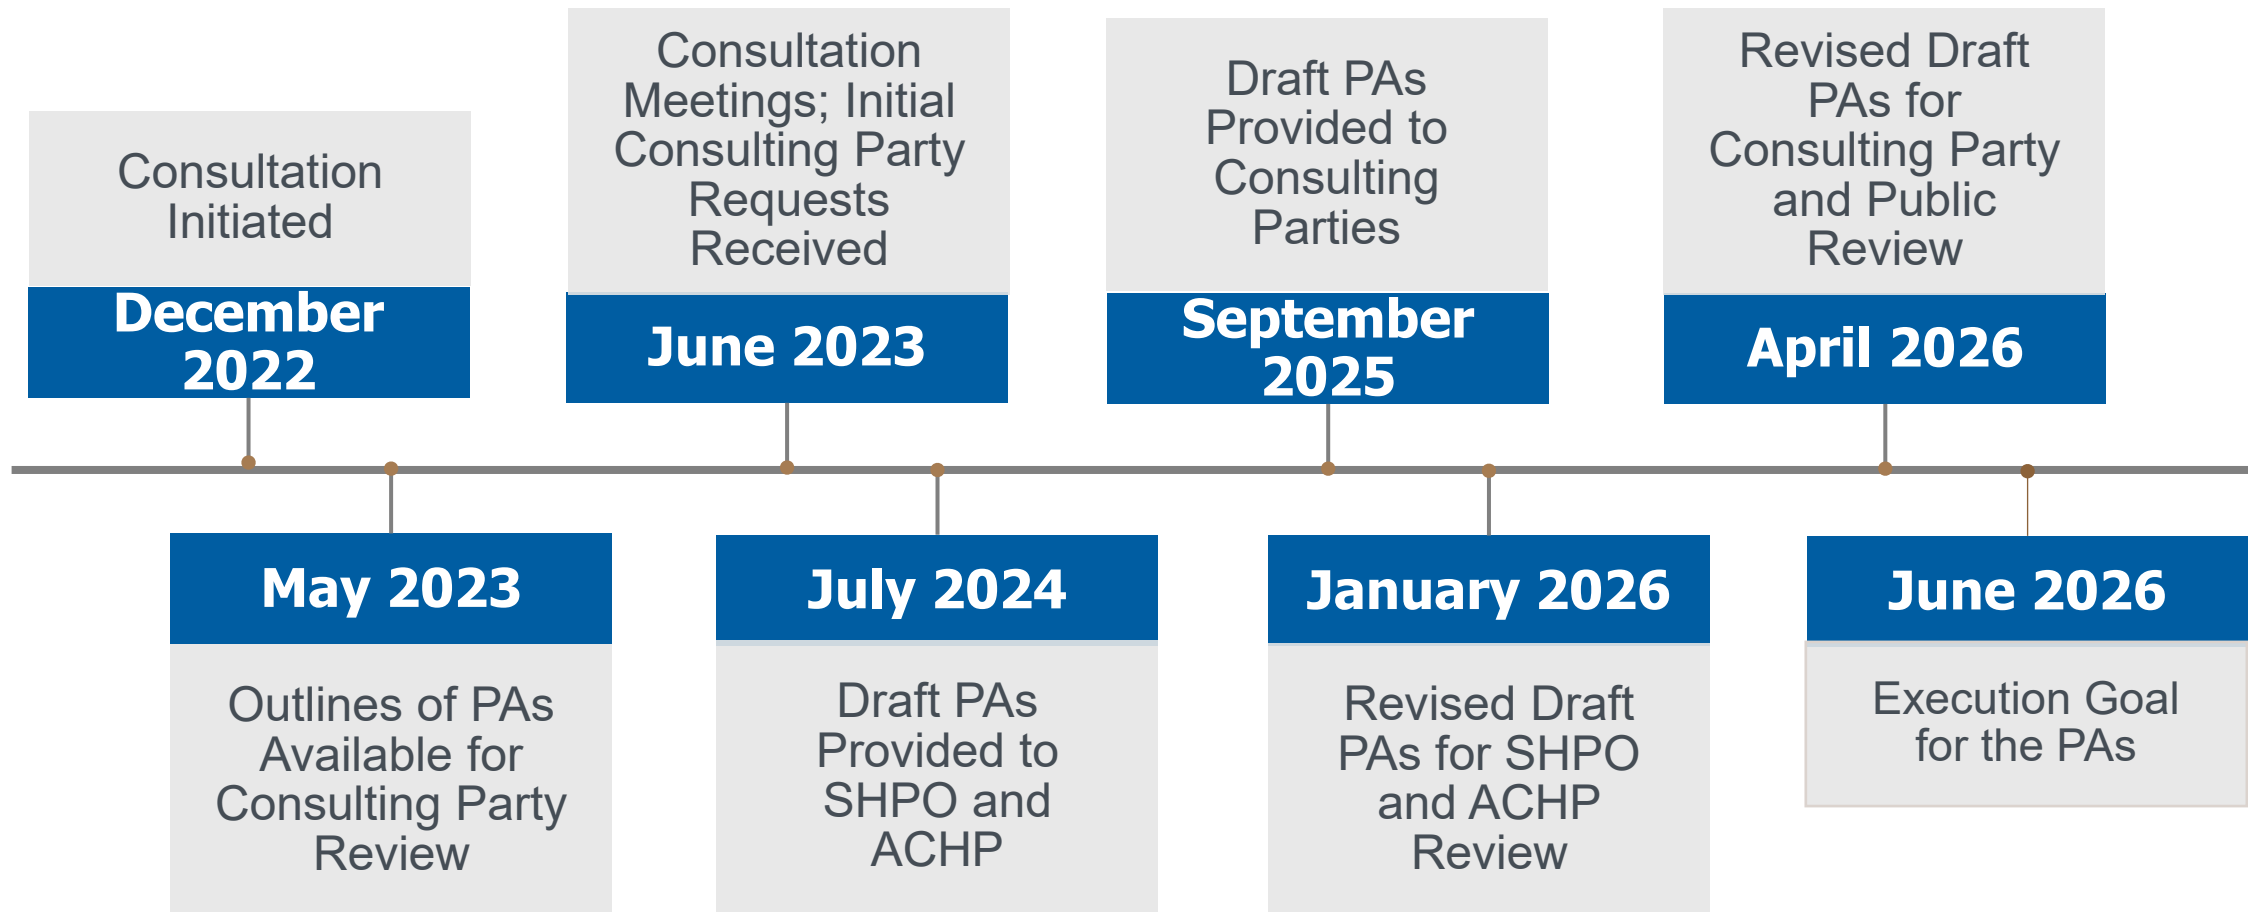 Consultation
Initiated
December
2022
May 2023
Outlines of PAs
Available for
Consulting Party
Review
Consultation
Meetings; Initial
Consulting Party
Requests
Received
June 2023
July 2024
Draft PAs
Provided to
SHPO and
ACHP
Draft PAs
Provided to
Consulting
Parties
September
2025
January 2026
Revised Draft
PAs for SHPO
and ACHP
Review
Revised Draft
PAs for
Consulting Party
and Public
Review
April 2026
June 2026
Execution Goal
for the PAs